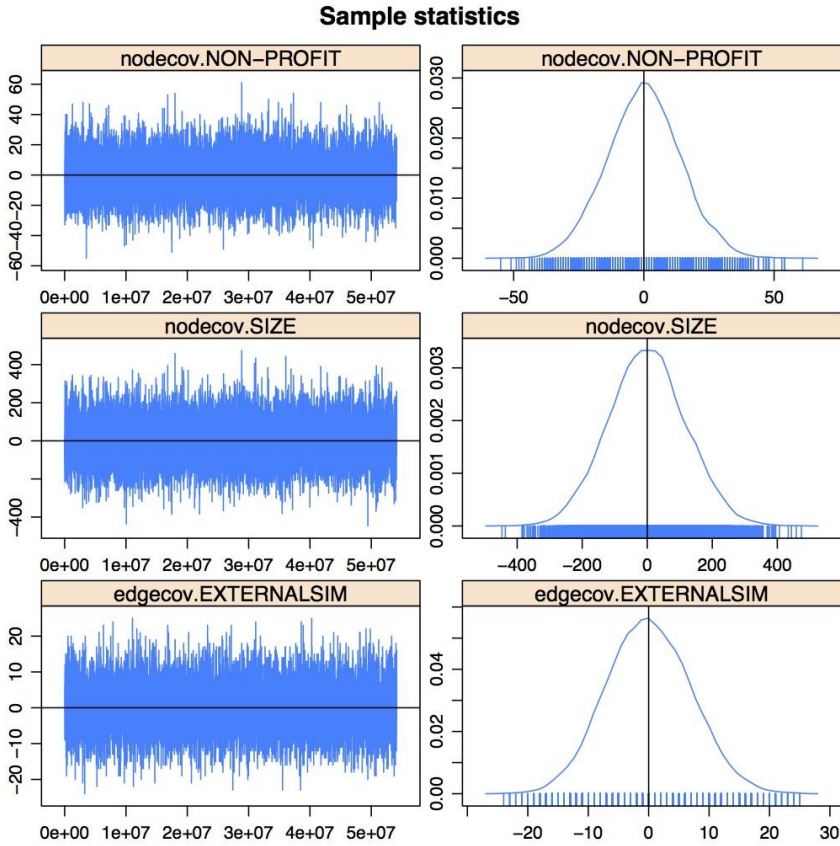 Sample statistics
nodecov.NON−PROFIT
nodecov.NON−PROFIT
−60 −40 −20 0 20 40 60
0.000 0.010 0.020 0.030
0e+00 1e+07 2e+07 3e+07 4e+07 5e+07
−50 0 50
nodecov.SIZE
nodecov.SIZE
−400 0 200 400
0.000 0.001 0.002 0.003
0e+00 1e+07 2e+07 3e+07 4e+07 5e+07
−400 −200 0 200 400
edgecov.EXTERNALSIM
edgecov.EXTERNALSIM
−20 −10 0 10 20
0.00 0.02 0.04
0e+00 1e+07 2e+07 3e+07 4e+07 5e+07
−20 −10 0 10 20 30